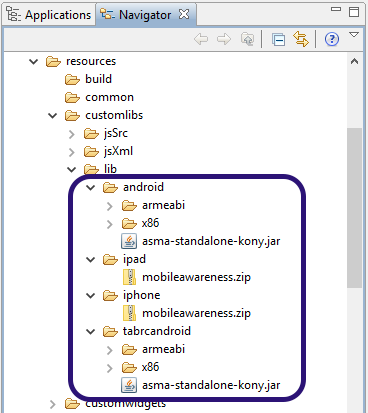 Applications Navigator
resources
build
common
customlibs
jsSrc
jsXml
lib
android
armeabi
x86
asma-standalone-kony.jar
ipad
mobileawareness.zip
iphone
mobileawareness.zip
tabrcandroid
armeabi
x86
asma-standalone-kony.jar
customwidgets